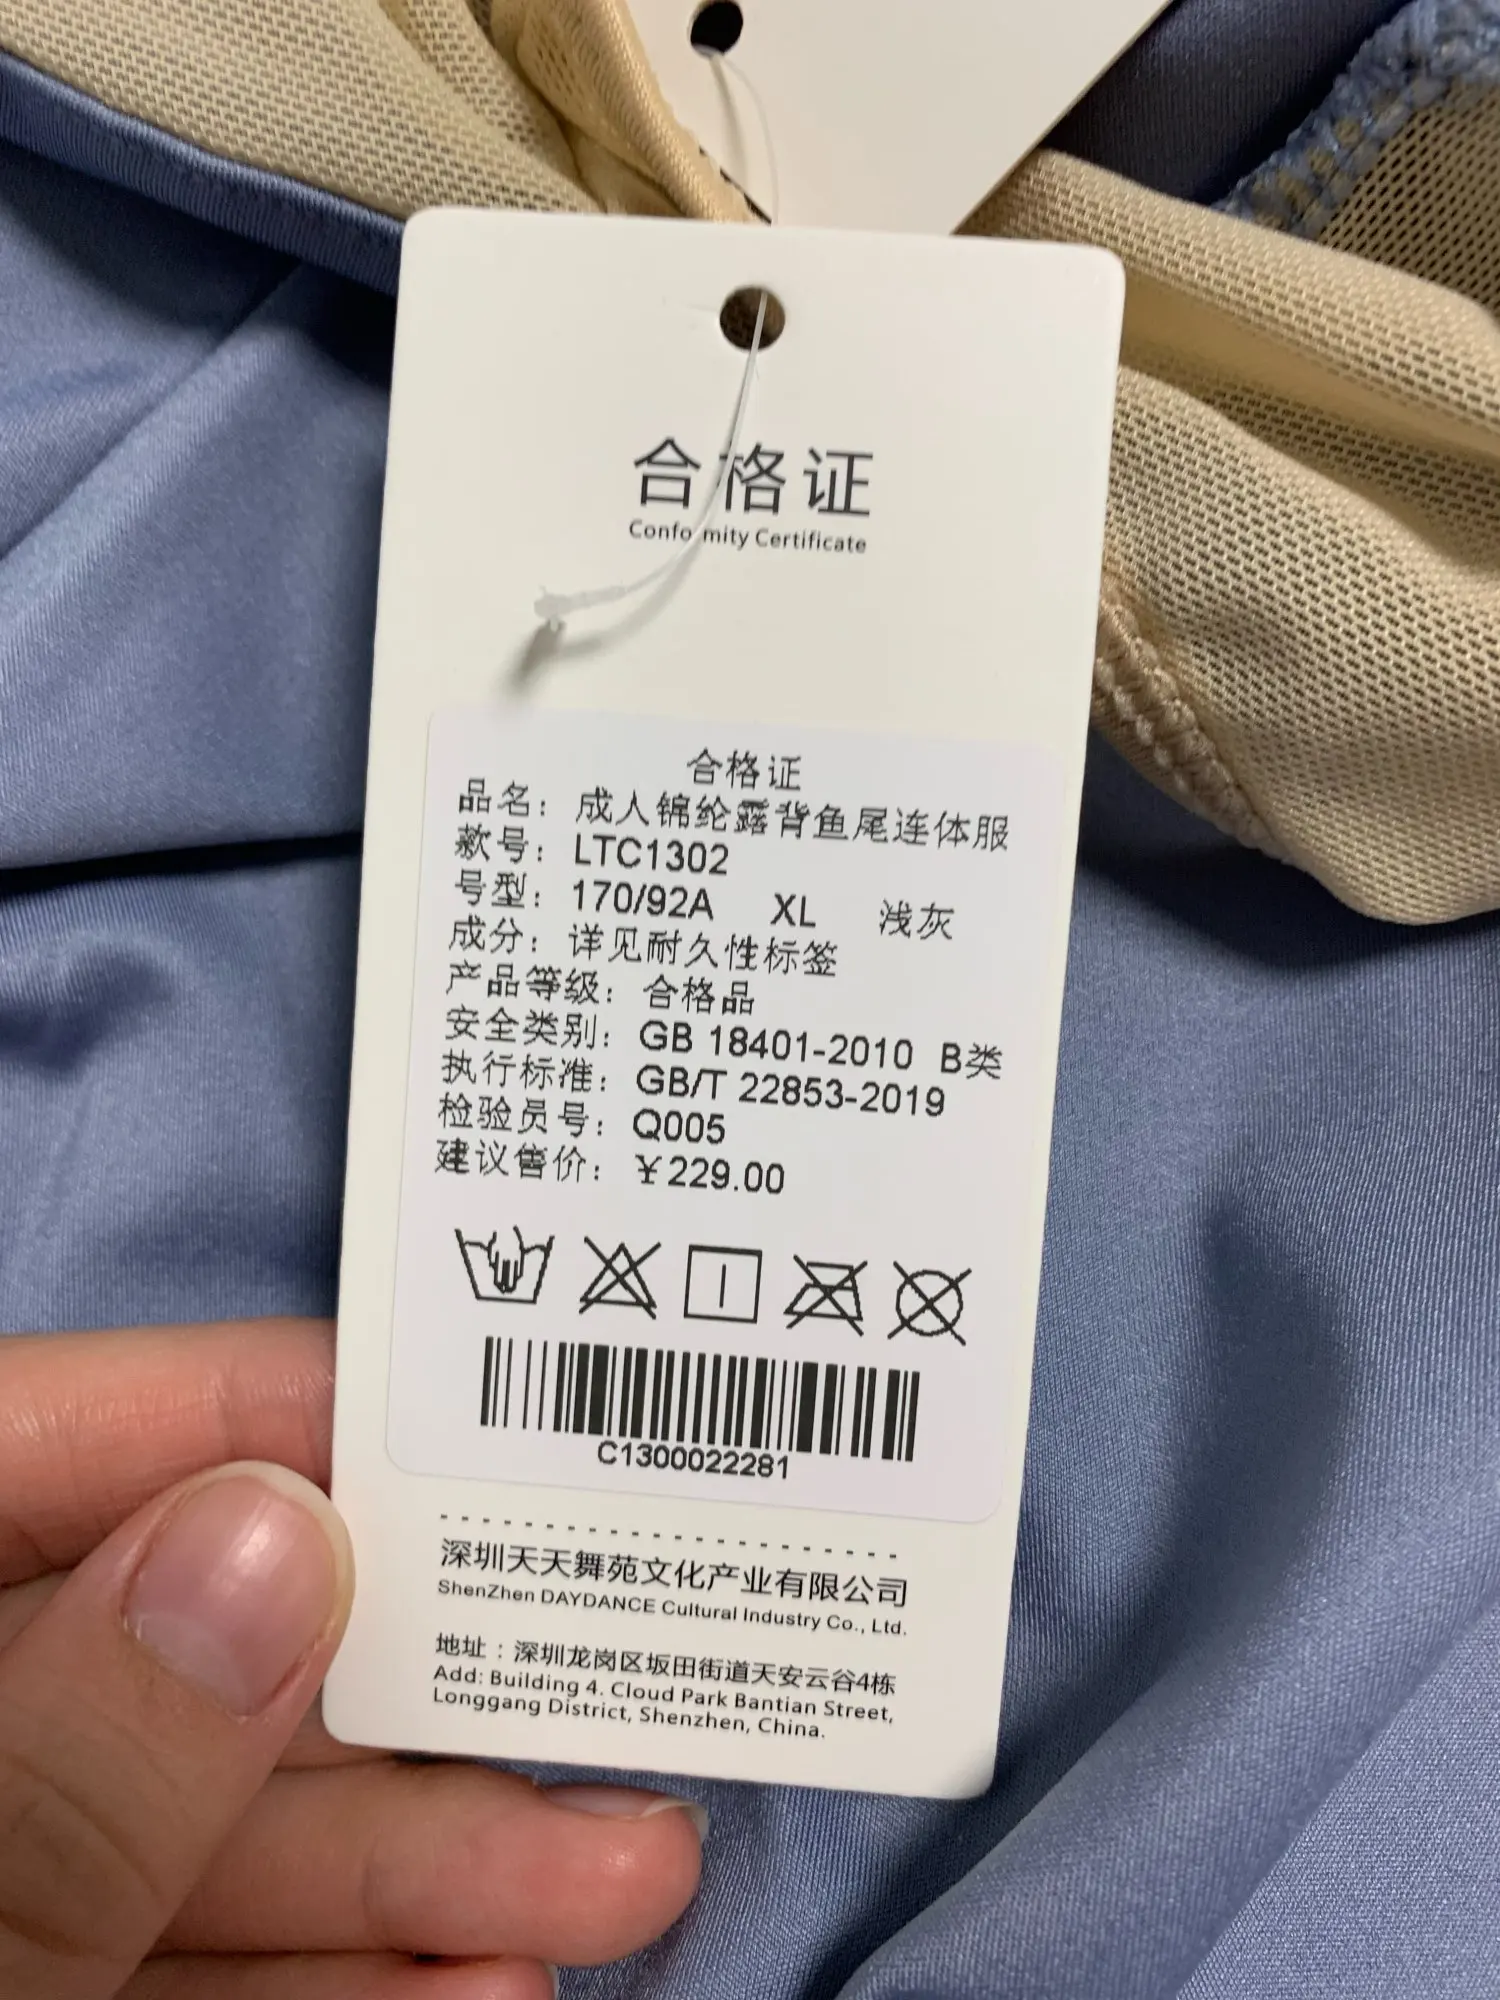 合格证
Conformity Certificate
合格证
品名：成人锦纶露背鱼尾连体服
款号：LTC1302
号型：170/92A XL 浅灰
成分：详见耐久性标签
产品等级：合格品
安全类别：GB 18401-2010 B类
执行标准：GB/T 22853-2019
检验员号：Q005
建议售价：￥229.00
C1300022281
深圳天天舞苑文化产业有限公司
ShenZhen DAYDANCE Cultural Industry Co., Ltd.
地址：深圳龙岗区坂田街道天安云谷4栋
Add: Building 4. Cloud Park Bantian Street,
Longgang District, Shenzhen, China.